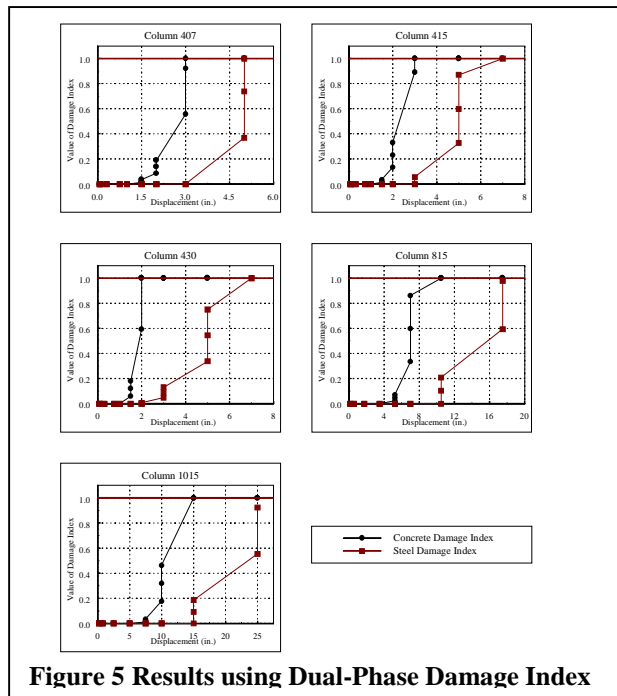 Column 407
Value of Damage Index
1.0
0.8
0.6
0.4
0.2
0.0
0.0 1.5 3.0 4.5 6.0
Displacement (in.)
Column 415
Value of Damage Index
1.0
0.8
0.6
0.4
0.2
0.0
0 2 4 6 8
Displacement (in.)
Column 430
Value of Damage Index
1.0
0.8
0.6
0.4
0.2
0.0
0 2 4 6 8
Displacement (in.)
Column 815
Value of Damage Index
1.0
0.8
0.6
0.4
0.2
0.0
0 4 8 12 16 20
Displacement (in.)
Column 1015
Value of Damage Index
1.0
0.8
0.6
0.4
0.2
0.0
0 5 10 15 20 25
Displacement (in.)
Concrete Damage Index
Steel Damage Index
Figure 5 Results using Dual-Phase Damage Index